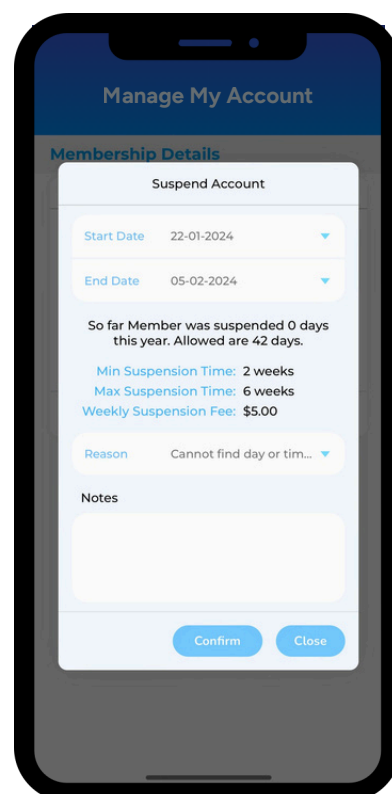 Manage My Account
Membership Details
Suspend Account
Start Date 22-01-2024
End Date 05-02-2024
So far Member was suspended 0 days
this year. Allowed are 42 days.
Min Suspension Time: 2 weeks
Max Suspension Time: 6 weeks
Weekly Suspension Fee: $5.00
Reason Cannot find day or tim...
Notes
Confirm Close